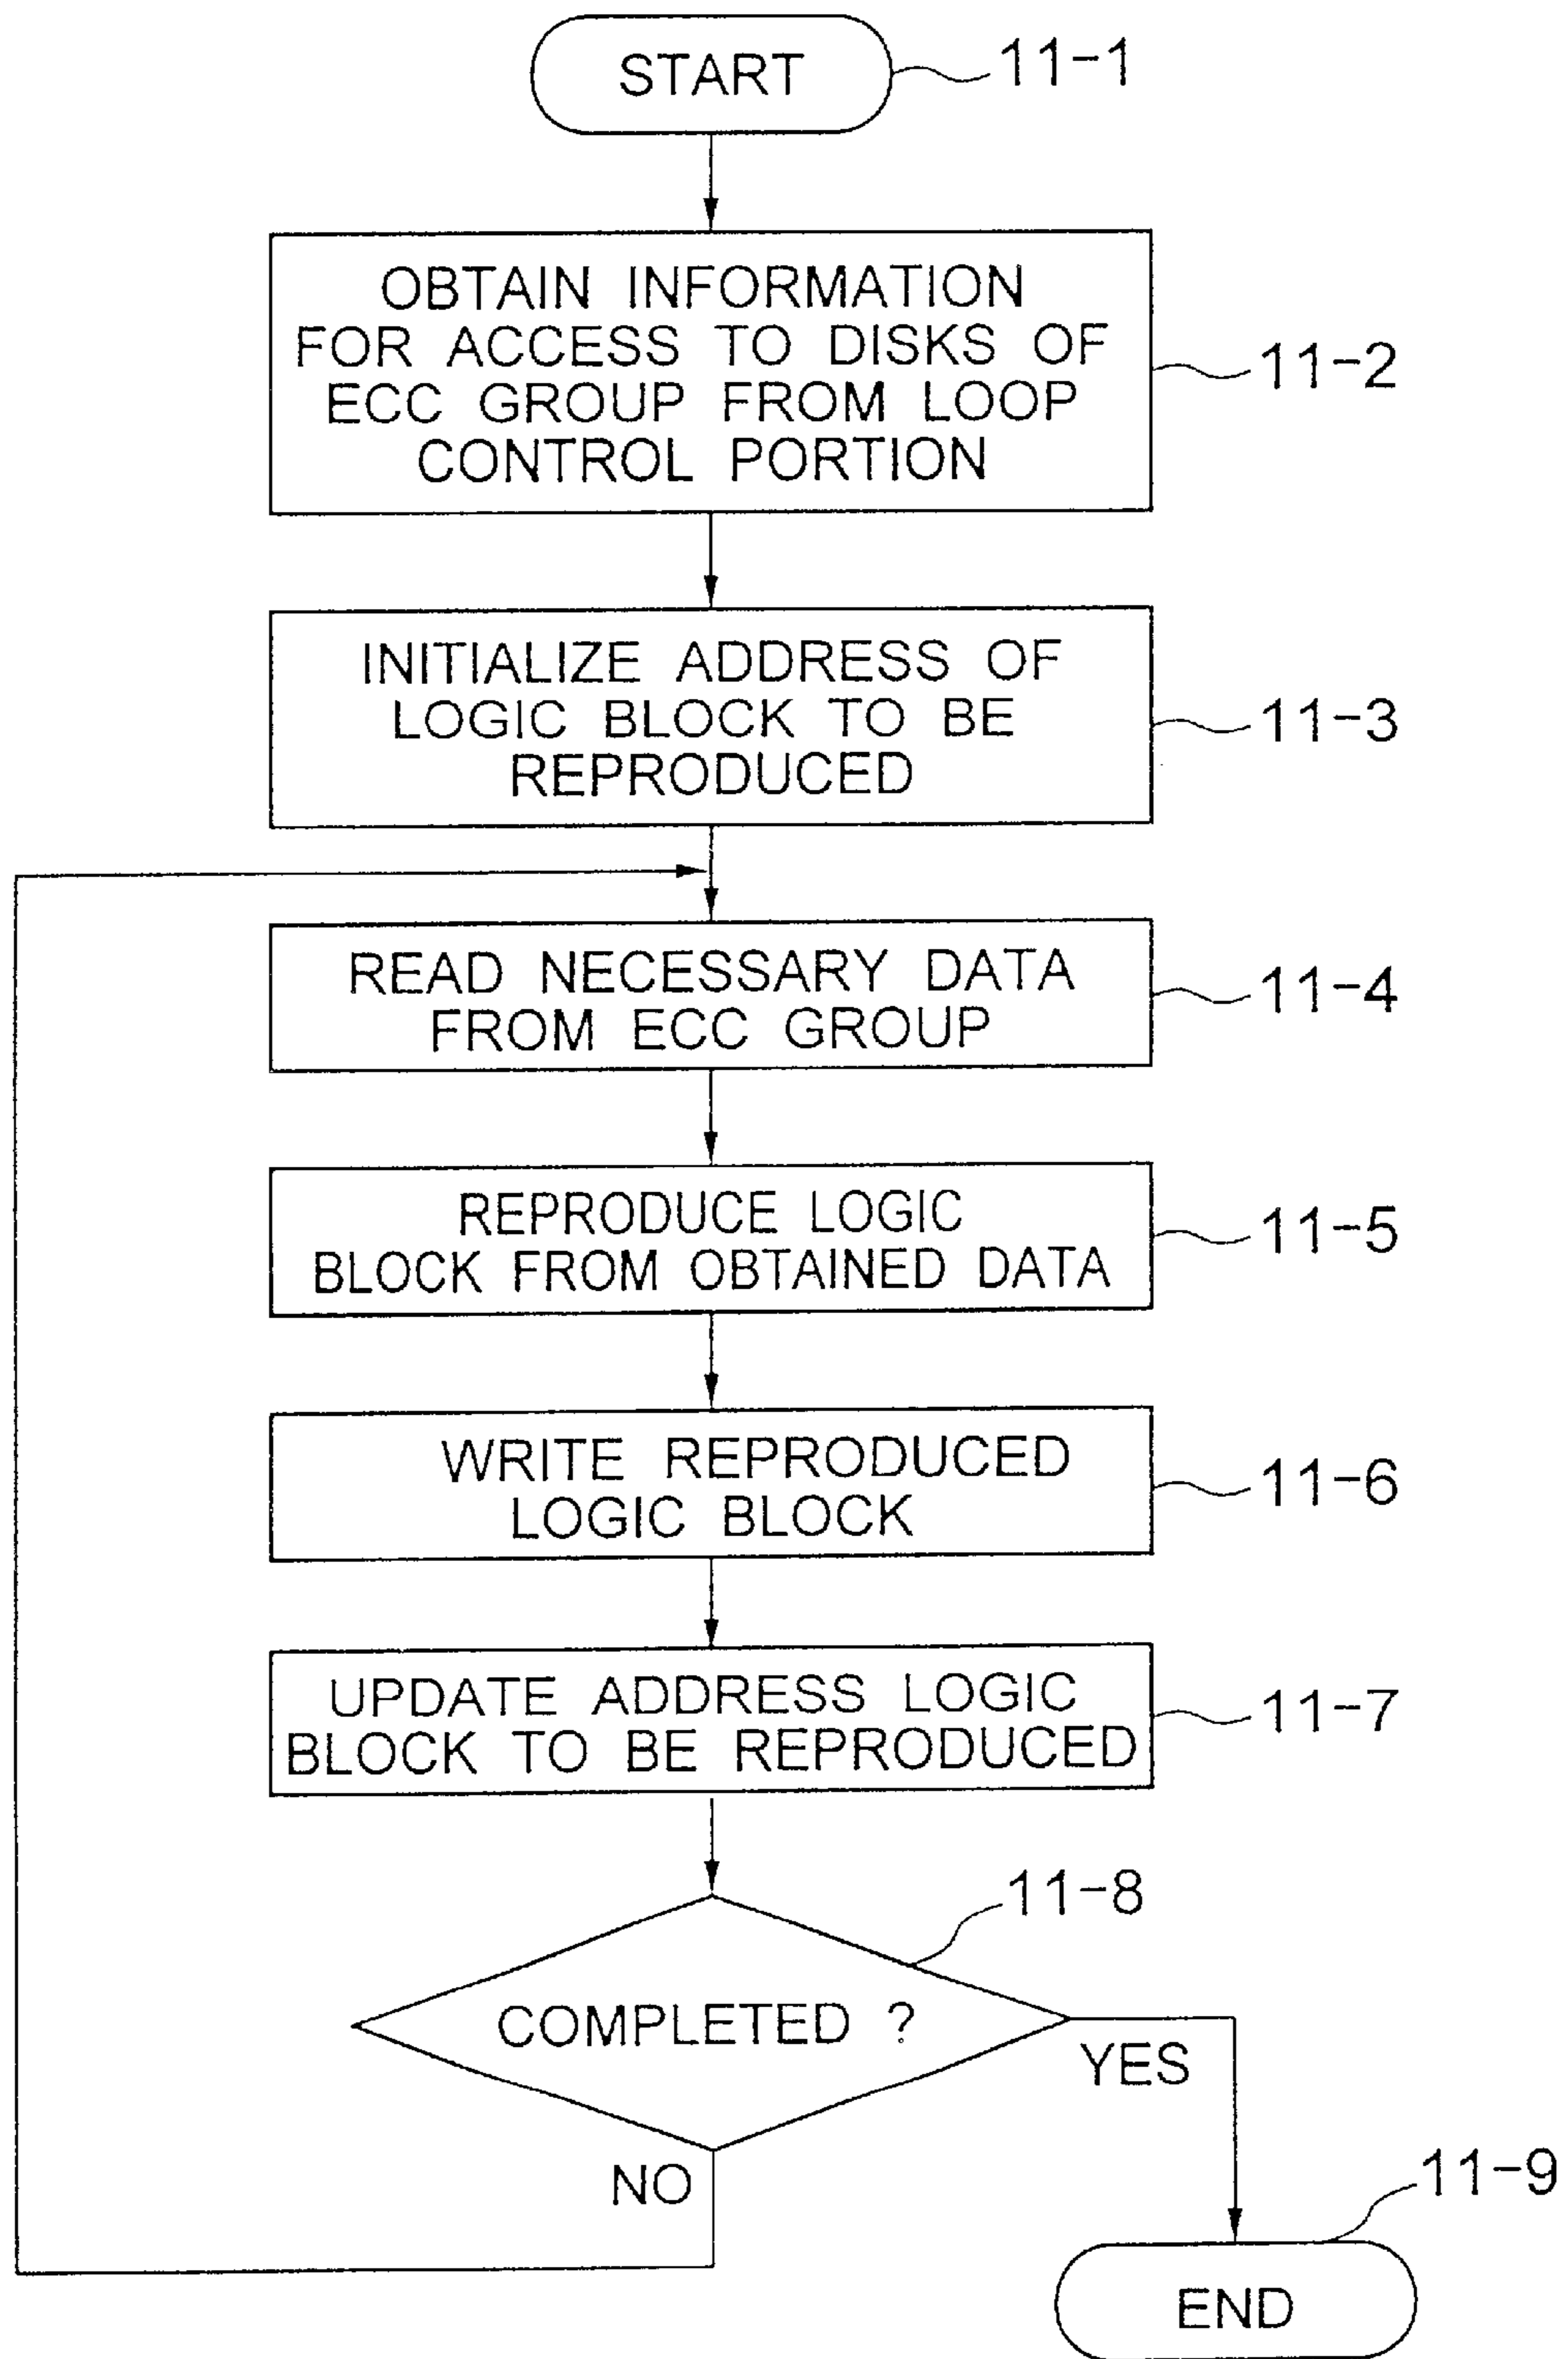 START
11-1
OBTAIN INFORMATION
FOR ACCESS TO DISKS OF
ECC GROUP FROM LOOP
CONTROL PORTION
11-2
INITIALIZE ADDRESS OF
LOGIC BLOCK TO BE
REPRODUCED
11-3
READ NECESSARY DATA
FROM ECC GROUP
11-4
REPRODUCE LOGIC
BLOCK FROM OBTAINED DATA
11-5
WRITE REPRODUCED
LOGIC BLOCK
11-6
UPDATE ADDRESS LOGIC
BLOCK TO BE REPRODUCED
11-7
11-8
COMPLETED ?
YES
NO
11-9
END